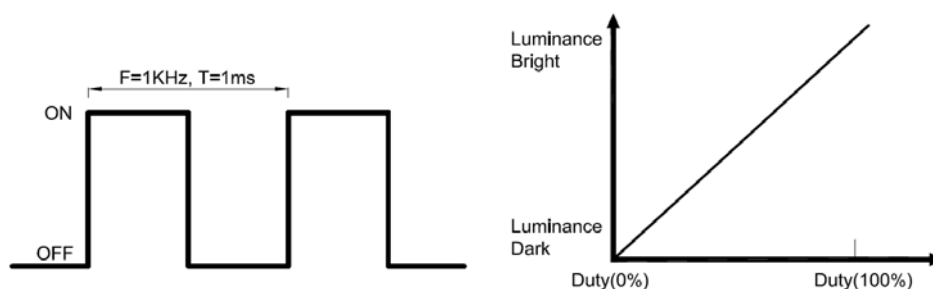 F=1KHz, T=1ms
ON
OFF
Luminance
Bright
Luminance
Dark
Duty(0%)
Duty(100%)